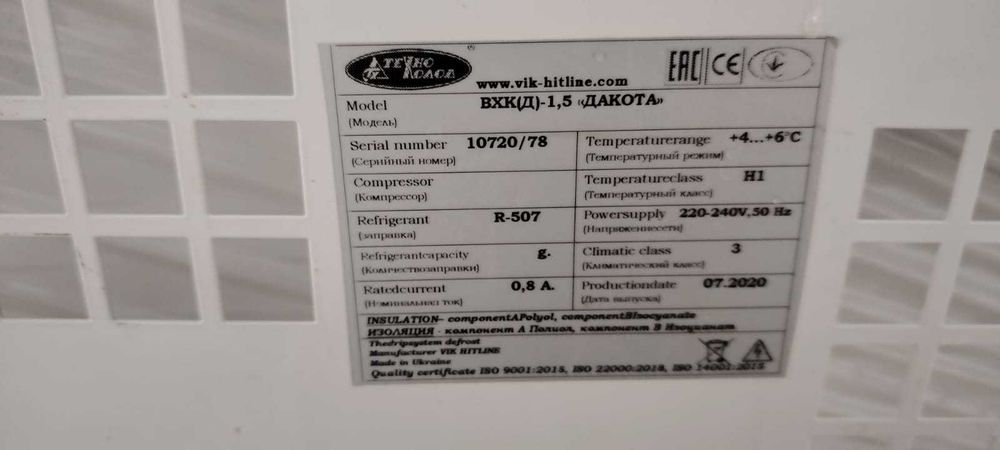 ТЕХНО ХОЛОД ®
www.vik-hitline.com
EAC CE
Model
(Модель)
ВХК(Д)-1,5 «ДАКОТА»
Serial number 10720/78
(Серийный номер)
Temperaturerange +4...+6°C
(Температурный режим)
Compressor
(Компрессор)
Temperatureclass H1
(Температурный класс)
Refrigerant R-507
(заправка)
Powersupply 220-240V,50 Hz
(Напряжениесети)
Refrigerantcapacity g.
(Количествозаправки)
Climatic class 3
(Климатический класс)
Ratedcurrent 0,8 A.
(Номинальная ток)
Productiondate 07.2020
(Дата выпуска)
INSULATION- componentAPolyol, componentBIsocyanate
ИЗОЛЯЦИЯ - компонент А Полиол, компонент В Изоцианат
Thedripsystem defrost
Manufacturer VIK HITLINE
Made in Ukraine
Quality certificate ISO 9001:2015, ISO 22000:2018, ISO 14001:2015